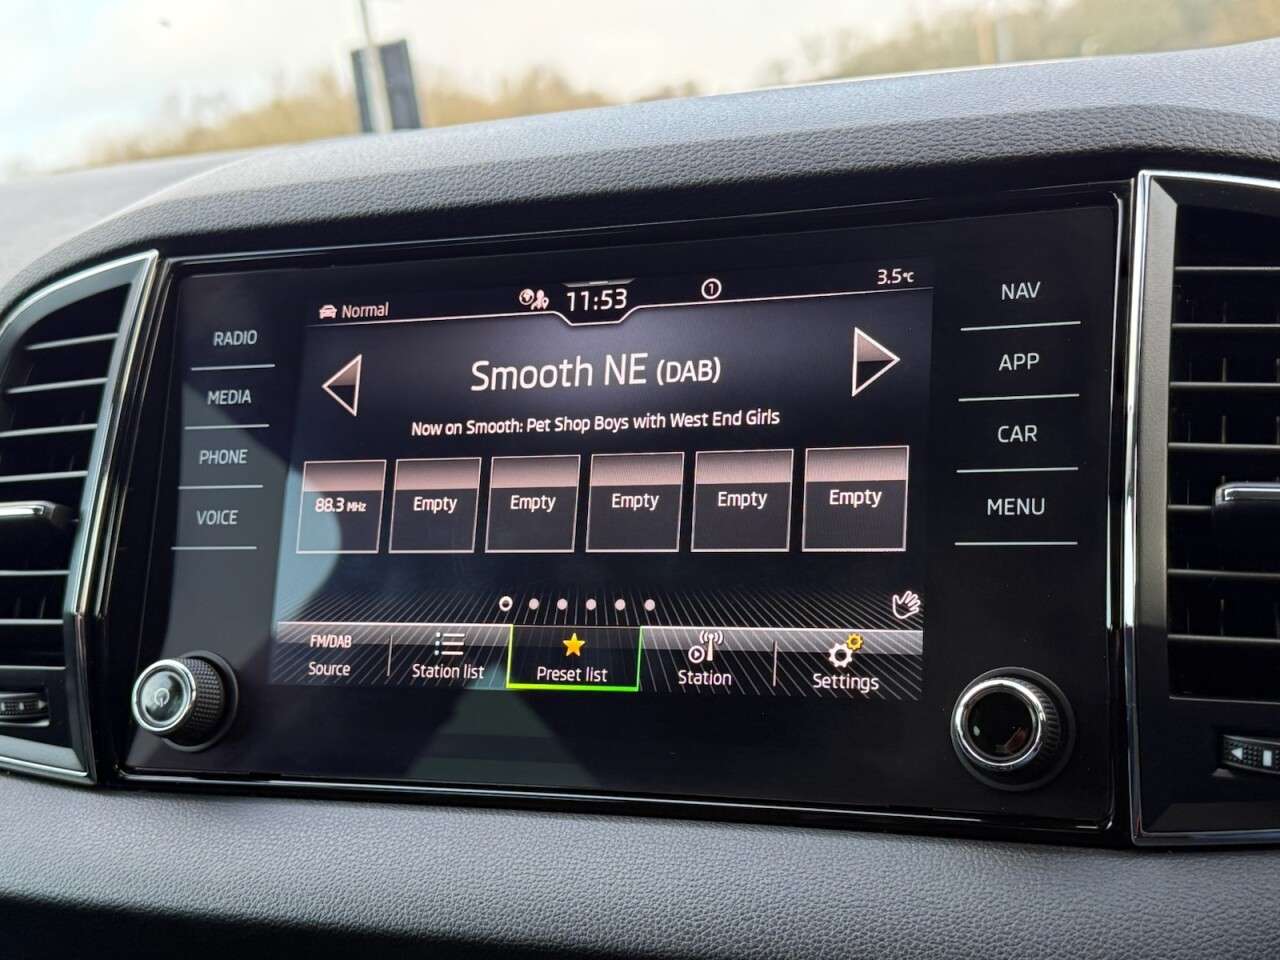 Normal
11:53
1
3.5°C
RADIO
MEDIA
PHONE
VOICE
Smooth NE (DAB)
Now on Smooth: Pet Shop Boys with West End Girls
88.3 MHz
Empty
Empty
Empty
Empty
Empty
FM/DAB
Source
Station list
Preset list
Station
Settings
NAV
APP
CAR
MENU